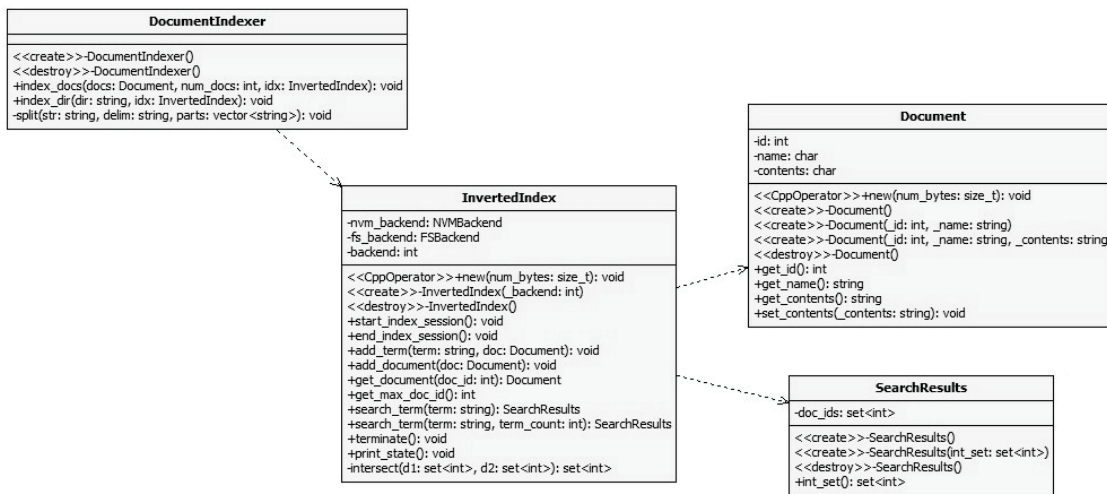 DocumentIndexer
<<create>>-DocumentIndexer()
<<destroy>>-DocumentIndexer()
+index_docs(docs: Document, num_docs: int, idx: InvertedIndex): void
+index_dir(dir: string, idx: InvertedIndex): void
-split(str: string, delim: string, parts: vector<string>): void
InvertedIndex
-nvm_backend: NVMBackend
-fs_backend: FSBackend
-backend: int
<<CppOperator>>+new(num_bytes: size_t): void
<<create>>-InvertedIndex(_backend: int)
<<destroy>>-InvertedIndex()
+start_index_session(): void
+end_index_session(): void
+add_term(term: string, doc: Document): void
+add_document(doc: Document): void
+get_document(doc_id: int): Document
+get_max_doc_id(): int
+search_term(term: string): SearchResults
+search_term(term: string, term_count: int): SearchResults
+terminate(): void
+print_state(): void
-intersect(d1: set<int>, d2: set<int>): set<int>
Document
-id: int
-name: char
-contents: char
<<CppOperator>>+new(num_bytes: size_t): void
<<create>>-Document()
<<create>>-Document(_id: int, _name: string)
<<create>>-Document(_id: int, _name: string, _contents: string
<<destroy>>-Document()
+get_id(): int
+get_name(): string
+get_contents(): string
+set_contents(_contents: string): void
SearchResults
-doc_ids: set<int>
<<create>>-SearchResults()
<<create>>-SearchResults(int_set: set<int>)
<<destroy>>-SearchResults()
+int_set(): set<int>